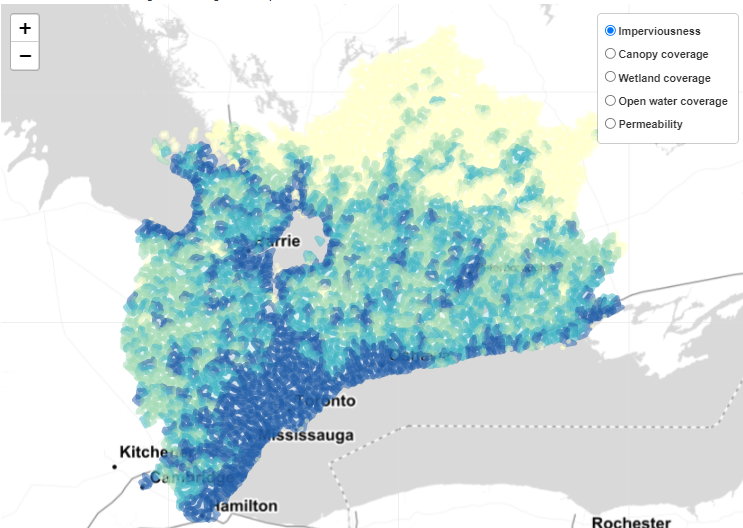 +
−
Imperviousness
Canopy coverage
Wetland coverage
Open water coverage
Permeability
Barrie
Oshawa
Toronto
Mississauga
Kitchener
Cambridge
Hamilton
Rochester